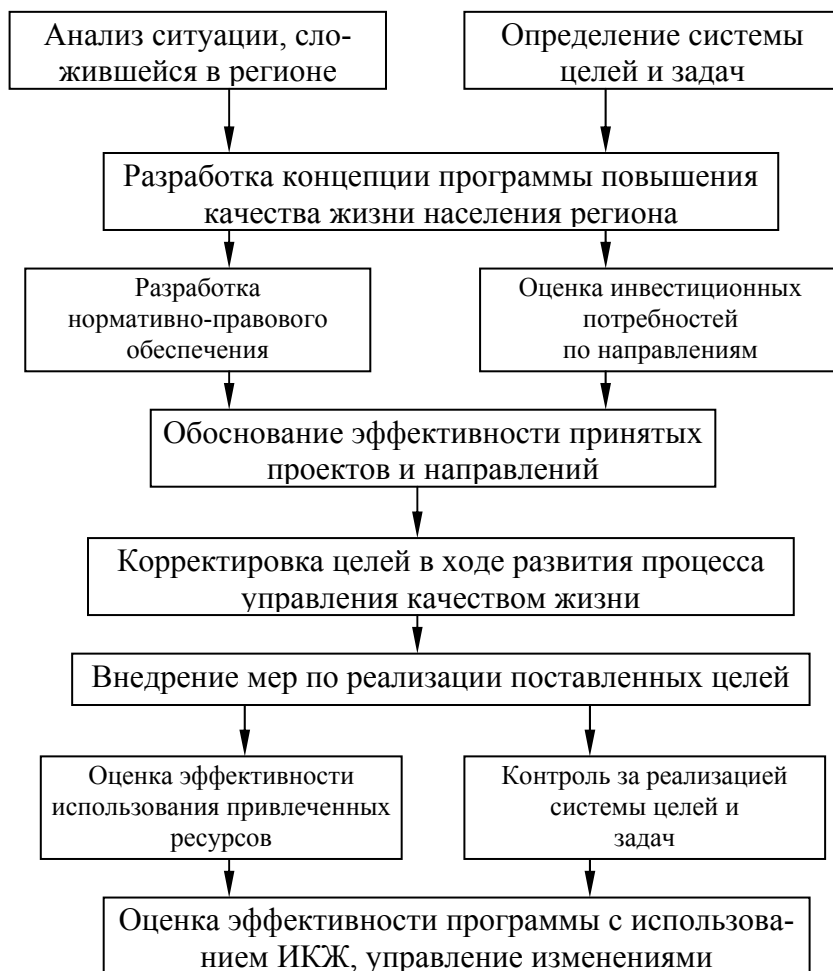 Анализ ситуации, сло-
жившейся в регионе
Определение системы
целей и задач
Разработка концепции программы повышения
качества жизни населения региона
Разработка
нормативно-правового
обеспечения
Оценка инвестиционных
потребностей
по направлениям
Обоснование эффективности принятых
проектов и направлений
Корректировка целей в ходе развития процесса
управления качеством жизни
Внедрение мер по реализации поставленных целей
Оценка эффективности
использования привлеченных
ресурсов
Контроль за реализацией
системы целей и
задач
Оценка эффективности программы с использова-
нием ИКЖ, управление изменениями